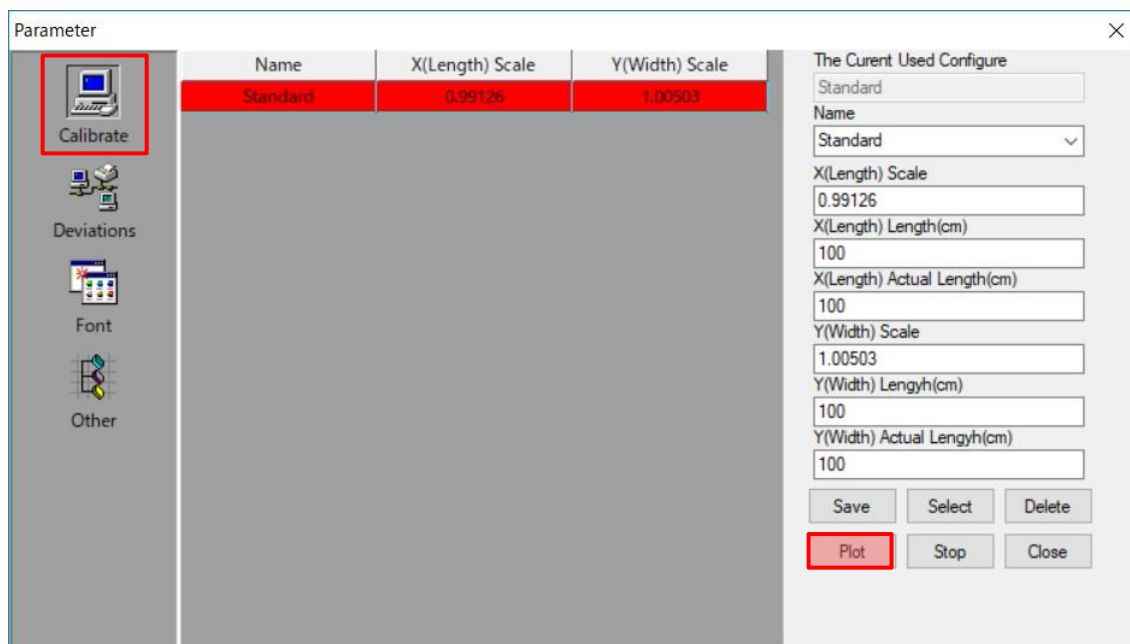 Parameter
Calibrate
Deviations
Font
Other
Name X(Length) Scale Y(Width) Scale
Standard 0.99126 1.00503
The Curent Used Configure
Standard
Name
Standard
X(Length) Scale
0.99126
X(Length) Length(cm)
100
X(Length) Actual Length(cm)
100
Y(Width) Scale
1.00503
Y(Width) Lengyh(cm)
100
Y(Width) Actual Lengyh(cm)
100
Save Select Delete
Plot Stop Close